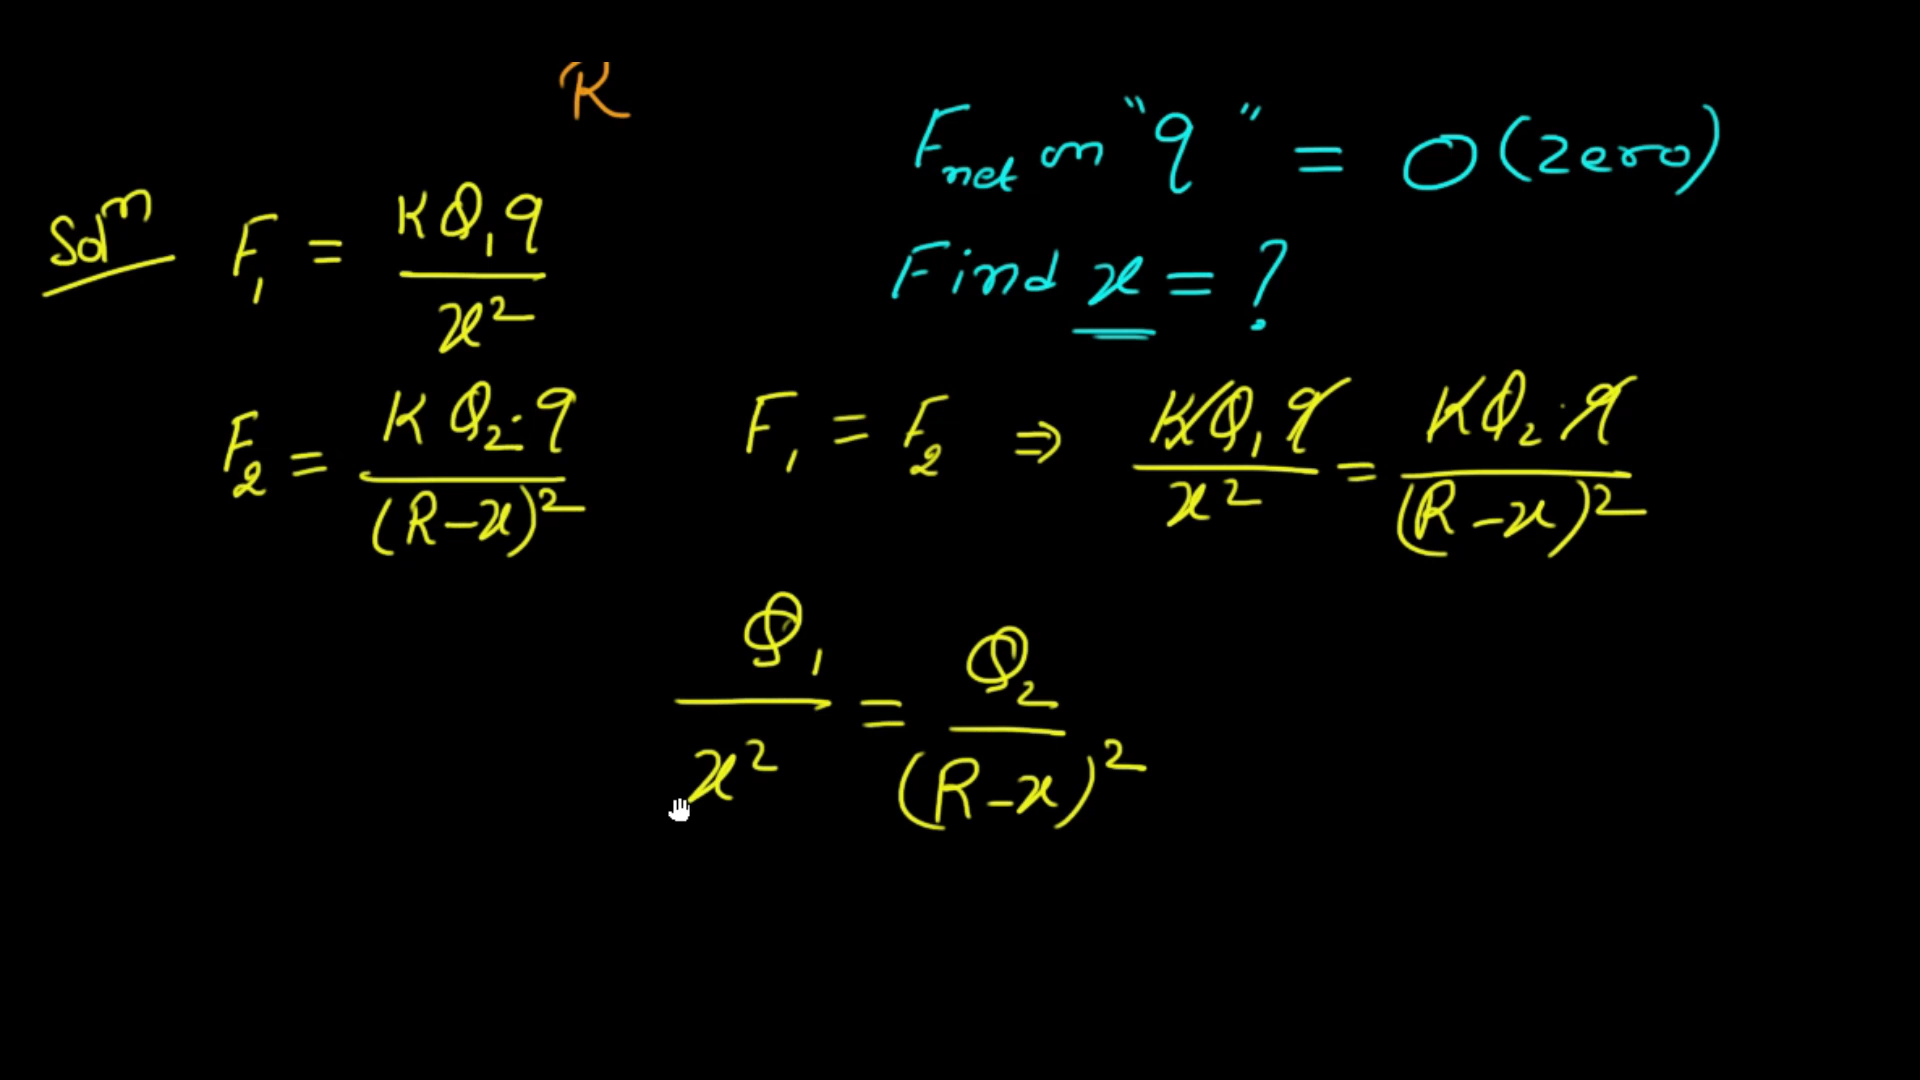 R
F_net on "q" = 0 (zero)
Find x = ?
Solⁿ F₁ = KQ₁q / x²
F₂ = KQ₂·q / (R-x)²
F₁ = F₂ ⇒ KQ₁q / x² = KQ₂·q / (R-x)²
Q₁ / x² = Q₂ / (R-x)²